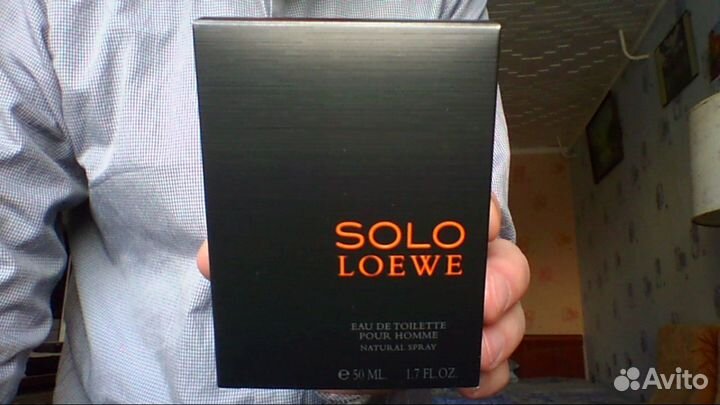 SOLO
LOEWE
EAU DE TOILETTE
POUR HOMME
NATURAL SPRAY
℮ 50 ML. 1.7 FL.OZ.
Avito